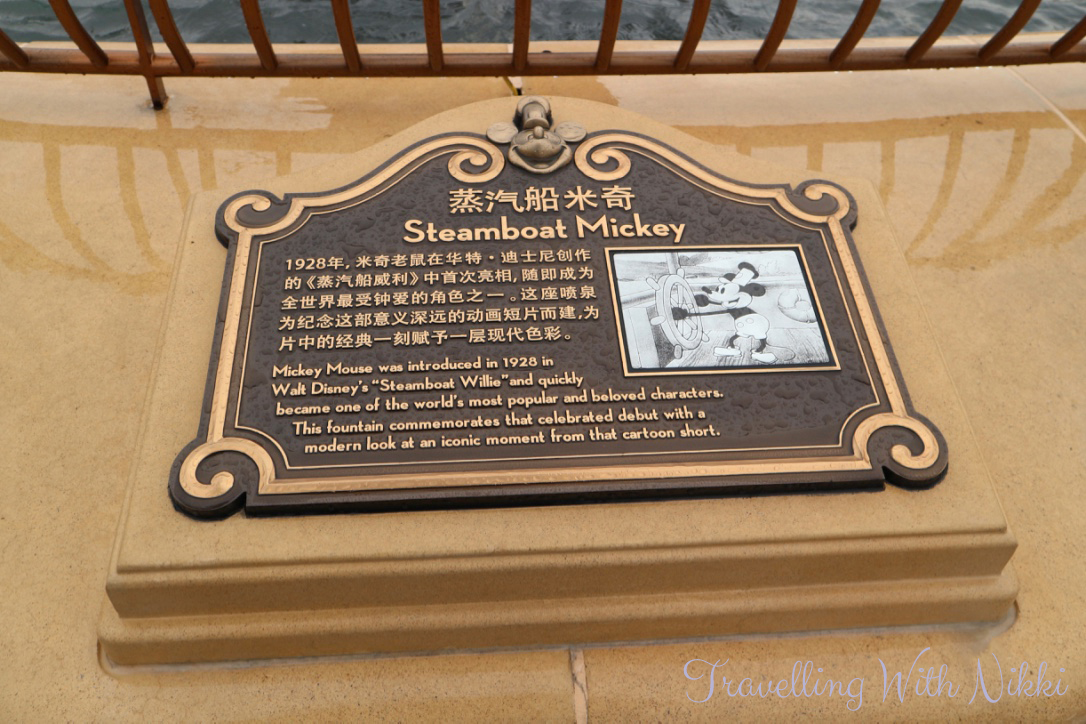 蒸汽船米奇
Steamboat Mickey
1928年，米奇老鼠在华特·迪士尼创作
的《蒸汽船威利》中首次亮相，随即成为
全世界最受钟爱的角色之一。这座喷泉
为纪念这部意义深远的动画短片而建，为
片中的经典一刻赋予一层现代色彩。
Mickey Mouse was introduced in 1928 in
Walt Disney's "Steamboat Willie" and quickly
became one of the world's most popular and beloved characters.
This fountain commemorates that celebrated debut with a
modern look at an iconic moment from that cartoon short.
Travelling With Nikki